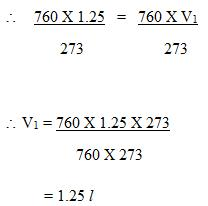 ∴ 760 X 1.25 = 760 X V₁
273 273
∴ V₁ = 760 X 1.25 X 273
760 X 273
= 1.25 l